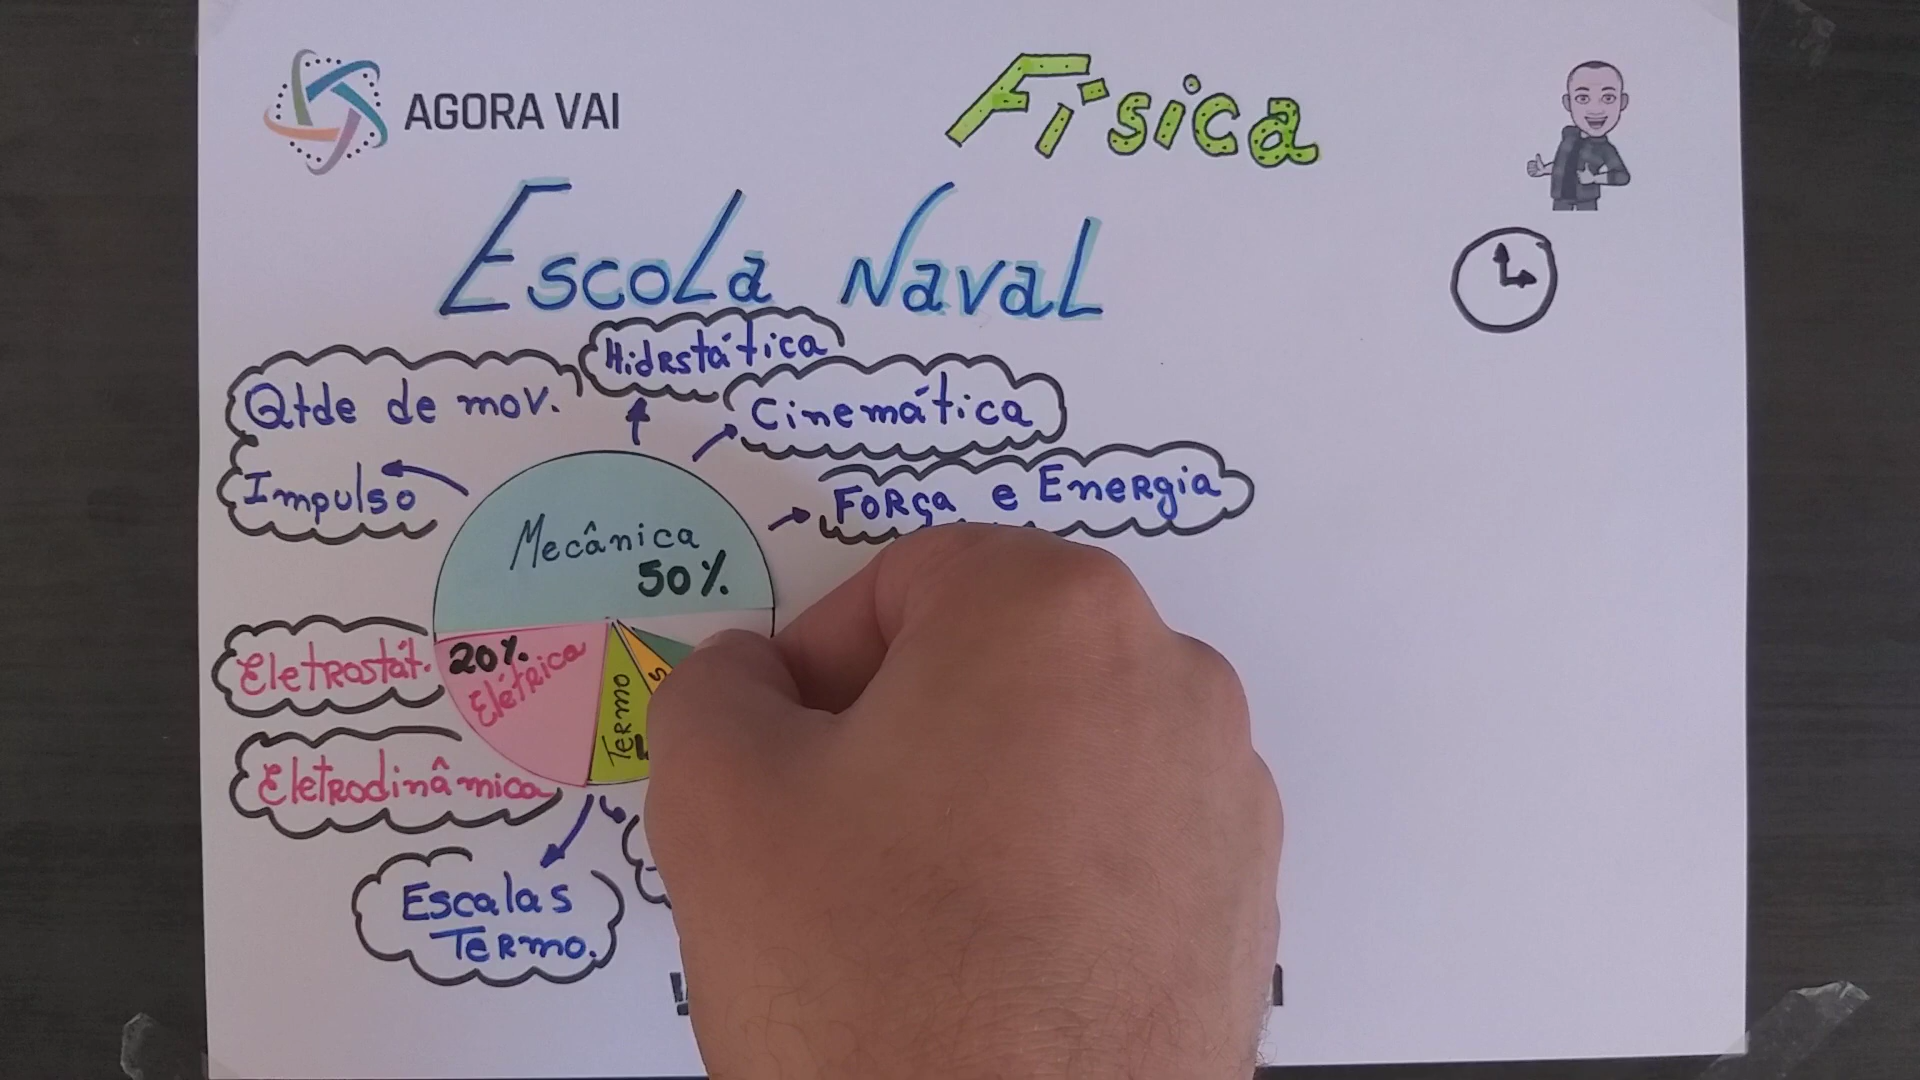 AGORA VAI
Física
Escola Naval
Hidrstática
Qtde de mov.
Cinemática
Impulso
Força e Energia
Mecânica
50%
Eletrostát.
20%
Elétrica
Termo
Eletrodinâmica
Escalas
Termo.